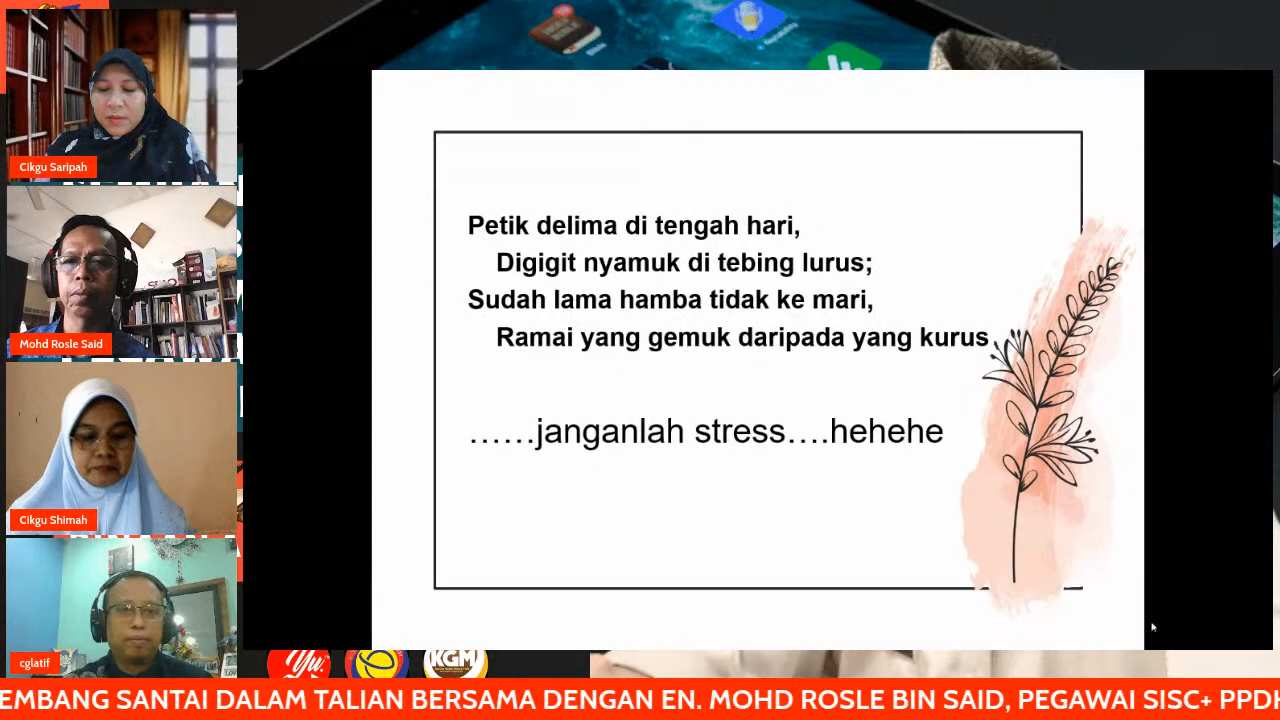 Cikgu Saripah
Mohd Rosle Said
Cikgu Shimah
cglatif
Petik delima di tengah hari,
Digigit nyamuk di tebing lurus;
Sudah lama hamba tidak ke mari,
Ramai yang gemuk daripada yang kurus
......janganlah stress....hehehe
Yu:
KGM
EMBANG SANTAI DALAM TALIAN BERSAMA DENGAN EN. MOHD ROSLE BIN SAID, PEGAWAI SISC+ PPDH